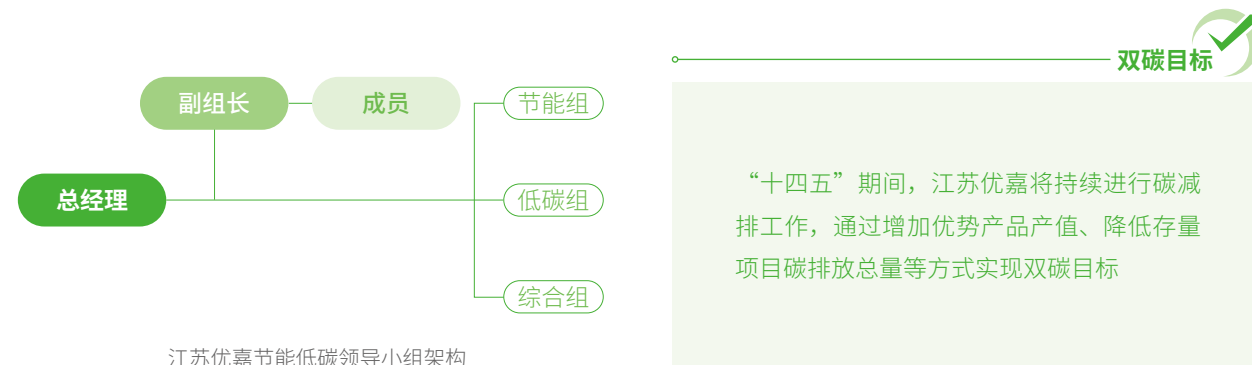 副组长
成员
总经理
节能组
低碳组
综合组
江苏优嘉节能低碳领导小组架构
双碳目标
“十四五”期间，江苏优嘉将持续进行碳减
排工作，通过增加优势产品产值、降低存量
项目碳排放总量等方式实现双碳目标